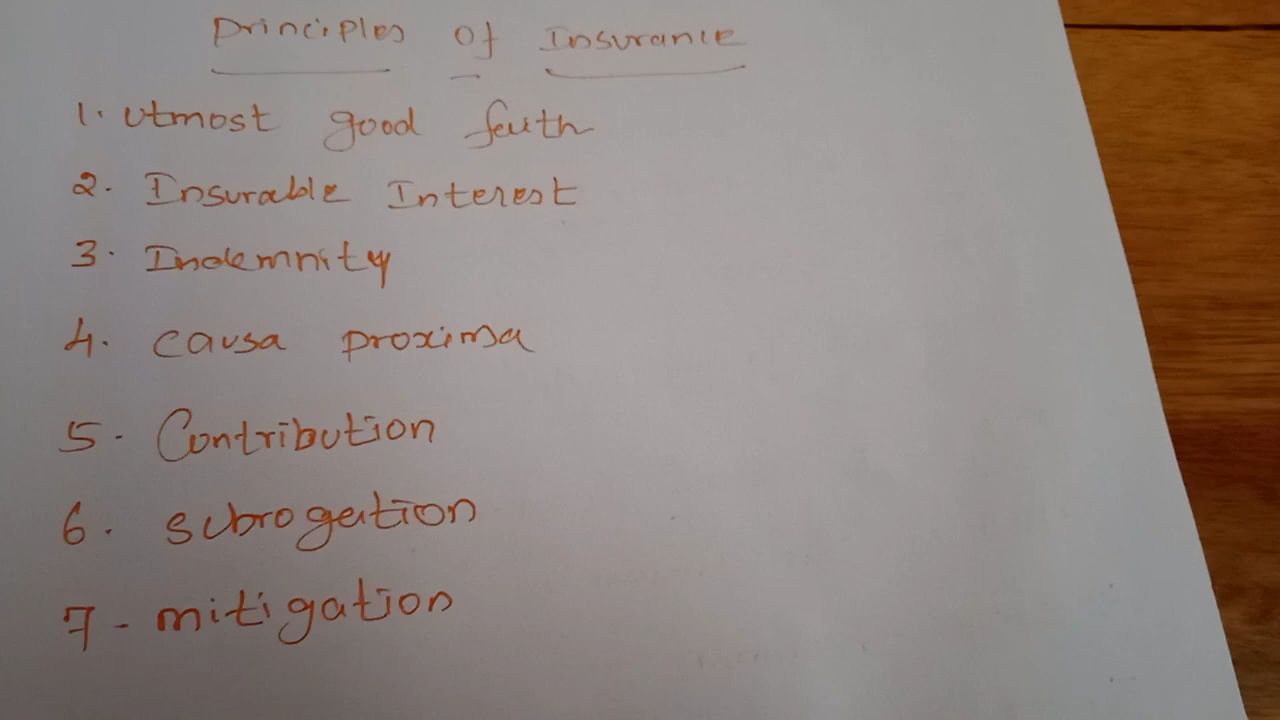 Principles of Insurance
1. Utmost good faith
2. Insurable Interest
3. Indemnity
4. causa proxima
5. Contribution
6. subrogation
7. mitigation